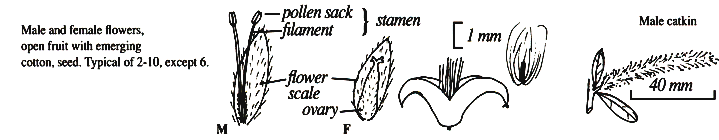 Male and female flowers,
open fruit with emerging
cotton, seed. Typical of 2-10, except 6.
pollen sack
filament
stamen
flower
scale
ovary
M
F
1 mm
Male catkin
40 mm